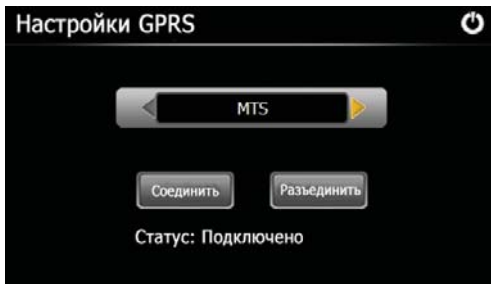 Настройки GPRS
MTS
Соединить Разъединить
Статус: Подключено